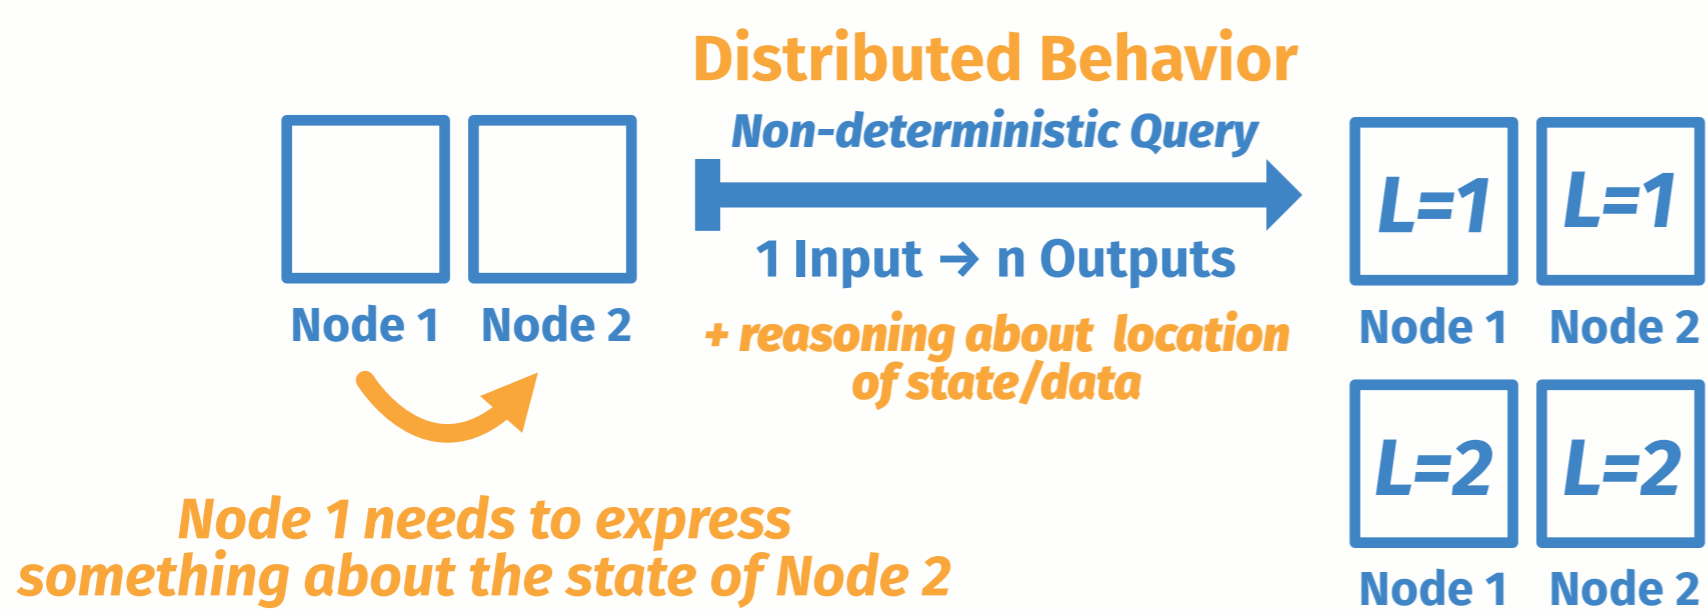 Distributed Behavior
Non-deterministic Query
1 Input → n Outputs
+ reasoning about location
of state/data
Node 1 Node 2
Node 1 needs to express
something about the state of Node 2
L=1 L=1
Node 1 Node 2
L=2 L=2
Node 1 Node 2